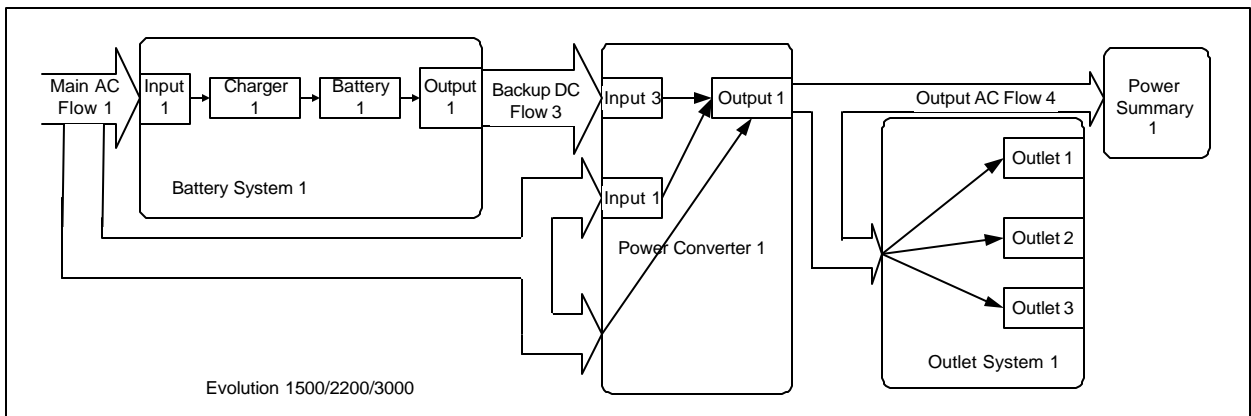 Main AC
Flow 1
Input
1
Charger
1
Battery
1
Output
1
Battery System 1
Backup DC
Flow 3
Input 3
Output 1
Input 1
Power Converter 1
Output AC Flow 4
Power
Summary
1
Outlet 1
Outlet 2
Outlet 3
Outlet System 1
Evolution 1500/2200/3000